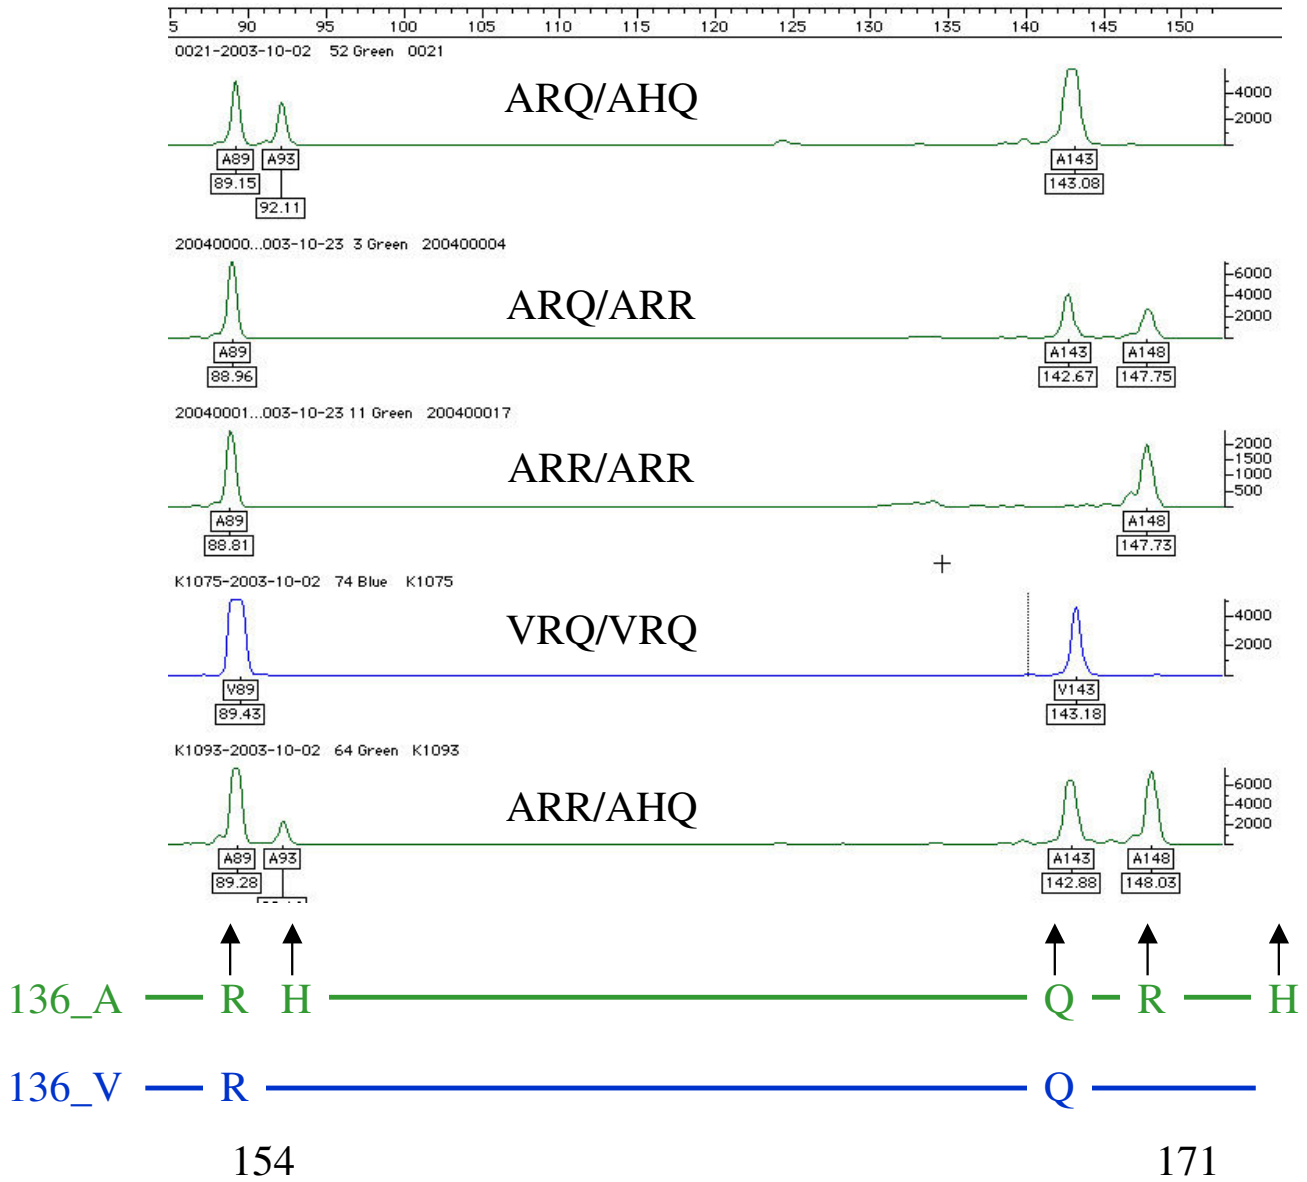 5 90 95 100 105 110 115 120 125 130 135 140 145 150
0021-2003-10-02 52 Green 0021
ARQ/AHQ
4000
2000
A89 A93 A143
89.15 143.08
92.11
20040000...003-10-23 3 Green 200400004
ARQ/ARR
6000
4000
2000
A89 A143 A148
88.96 142.67 147.75
20040001...003-10-23 11 Green 200400017
ARR/ARR
2000
1500
1000
500
A89 A148
88.81 147.73
K1075-2003-10-02 74 Blue K1075
VRQ/VRQ
4000
2000
V89 V143
89.43 143.18
K1093-2003-10-02 64 Green K1093
ARR/AHQ
6000
4000
2000
A89 A93 A143 A148
89.28 142.88 148.03
136_A R H Q R H
136_V R Q
154 171